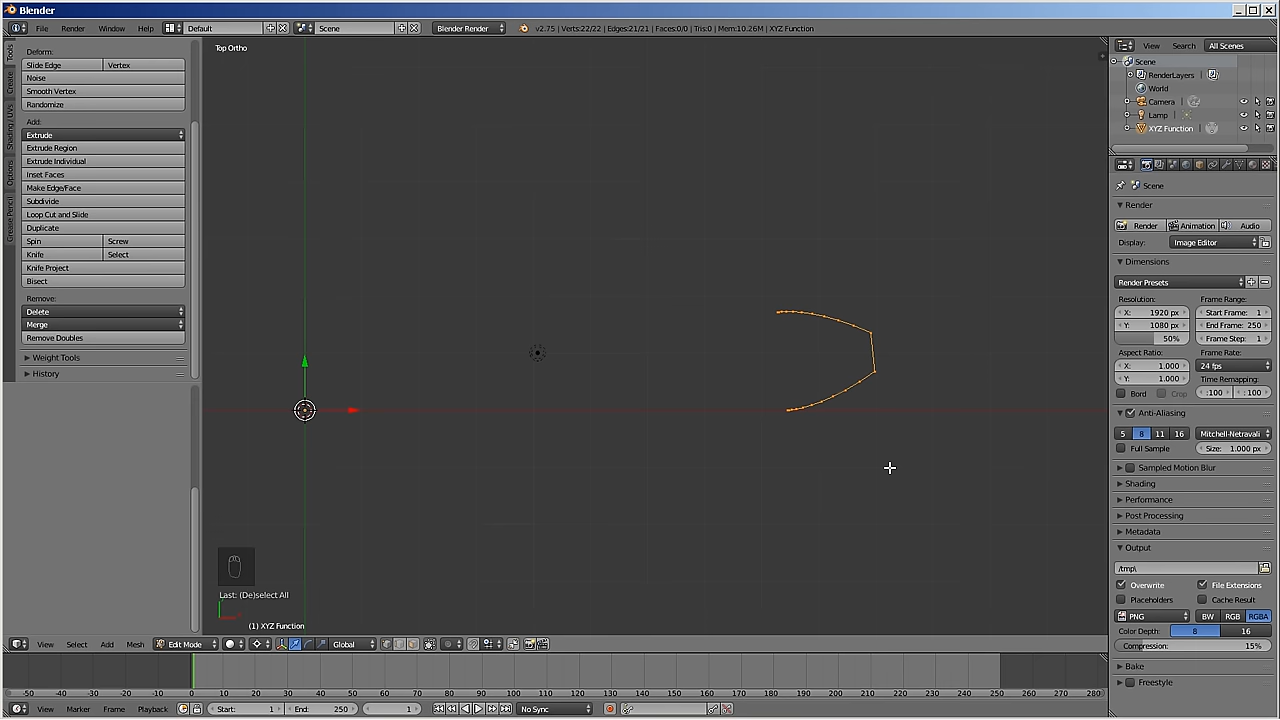 Blender
File Render Window Help Default Scene Blender Render v2.75 | Verts:22/22 | Edges:21/21 | Faces:0/0 | Tris:0 | Mem:10.26M | XYZ Function
View Search All Scenes
Tools
Create
Shading / UVs
Options
Grease Pencil
Deform:
Slide Edge Vertex
Noise
Smooth Vertex
Randomize
Add:
Extrude
Extrude Region
Extrude Individual
Inset Faces
Make Edge/Face
Subdivide
Loop Cut and Slide
Duplicate
Spin Screw
Knife Select
Knife Project
Bisect
Remove:
Delete
Merge
Remove Doubles
Weight Tools
History
Top Ortho
Last: (De)select All
(1) XYZ Function
View Select Add Mesh Edit Mode Global
Scene
RenderLayers
World
Camera
Lamp
XYZ Function
Scene
Render
Render Animation Audio
Display: Image Editor
Dimensions
Render Presets
Resolution: Frame Range:
X: 1920 px Start Frame: 1
Y: 1080 px End Frame: 250
50% Frame Step: 1
Aspect Ratio: Frame Rate:
X: 1.000 24 fps
Y: 1.000 Time Remapping:
Bord Crop :100 :100
Anti-Aliasing
5 8 11 16 Mitchell-Netravali
Full Sample Size: 1.000 px
Sampled Motion Blur
Shading
Performance
Post Processing
Metadata
Output
/tmp\
Overwrite File Extensions
Placeholders Cache Result
PNG BW RGB RGBA
Color Depth: 8 16
Compression: 15%
Bake
Freestyle
-50 -40 -30 -20 -10 0 10 20 30 40 50 60 70 80 90 100 110 120 130 140 150 160 170 180 190 200 210 220 230 240 250 260 270 280
View Marker Frame Playback Start: 1 End: 250 1 No Sync